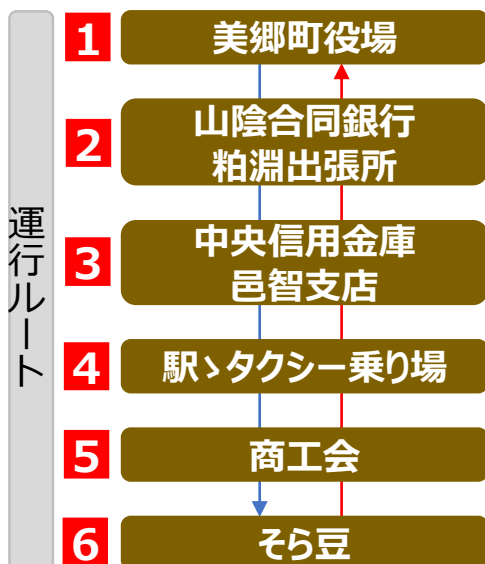 運行ルート
1
美郷町役場
2
山陰合同銀行
粕淵出張所
3
中央信用金庫
邑智支店
4
駅ゝタクシー乗り場
5
商工会
6
そら豆